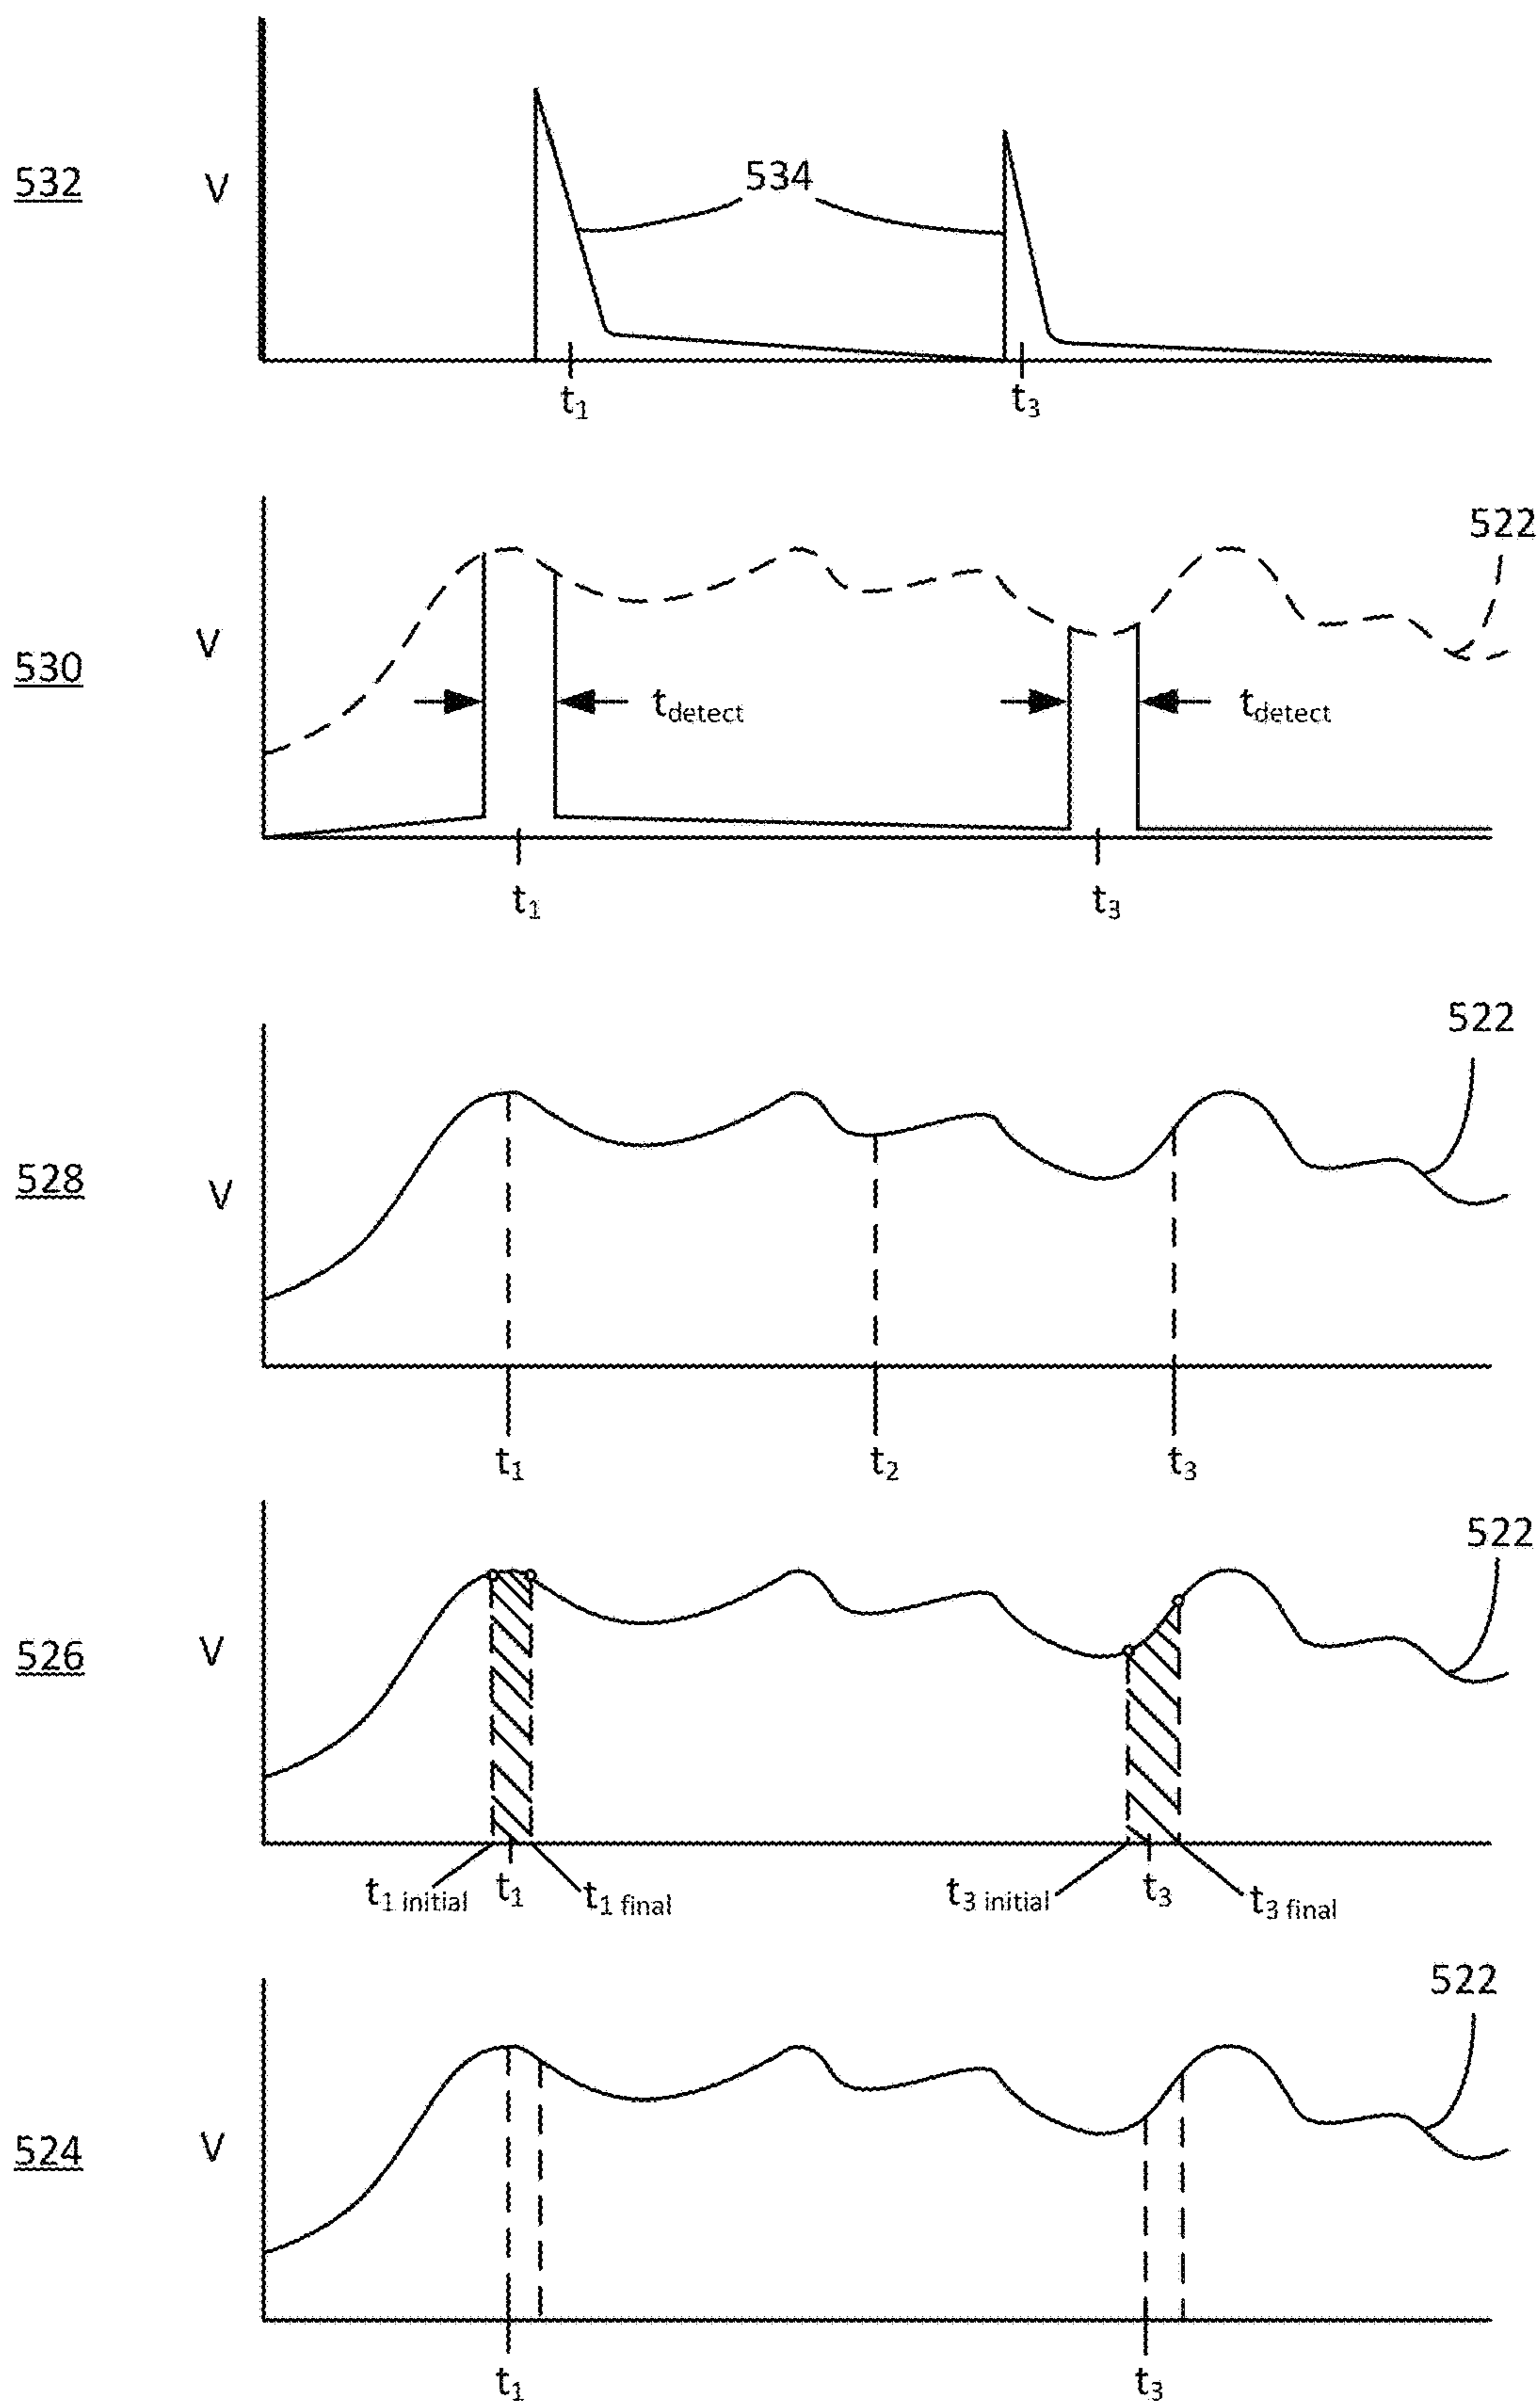 534
532 V
t1 t3
522
530 V
tdetect tdetect
t1 t3
522
528 V
t1 t2 t3
522
526 V
t1 initial t1 t1 final t3 initial t3 t3 final
522
524 V
t1 t3